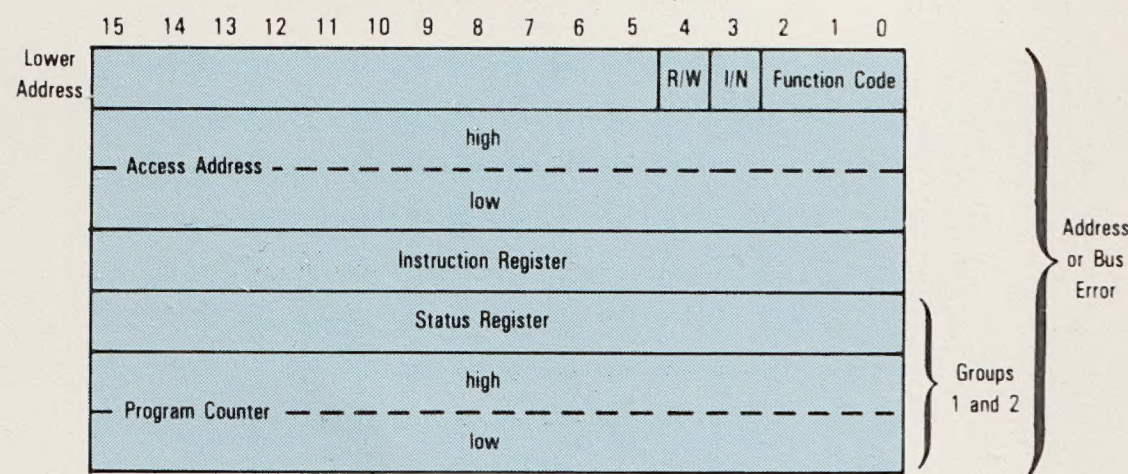 15 14 13 12 11 10 9 8 7 6 5 4 3 2 1 0
Lower
Address
R/W I/N Function Code
high
Access Address
low
Instruction Register
Status Register
high
Program Counter
low
Groups
1 and 2
Address
or Bus
Error